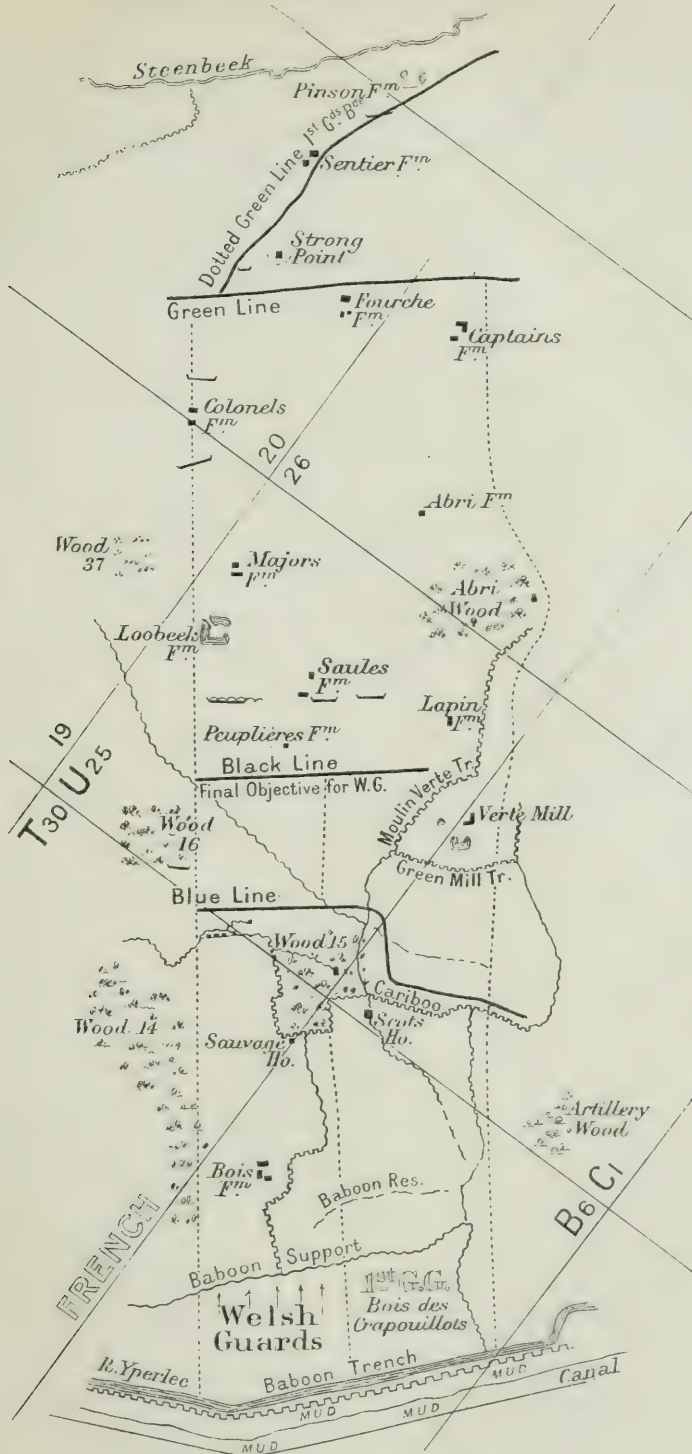 Steenbeek
Pinson Fm
Dotted Green Line 1st Gds Bde
Sentier Fm
Strong
Point
Green Line
Fourche
Fm
Captains
Fm
Colonels
Fm
20
26
Abri Fm
Wood
37
Majors
Fm
Abri
Wood
Loobeek
Fm
Saules
Fm
Lapin
Fm
19
Peuplières Fm
Black Line
Final Objective for W.G.
Moulin Verte Tr.
T30 U25
Wood
16
Verte Mill
Green Mill Tr.
Blue Line
Wood 15
Cariboo
Wood 14
Scots
Ho.
Sauvage
Ho.
Artillery
Wood
Bois
Fm
Baboon Res.
B6 C1
FRENCH
Baboon Support
1st G.G.
Welsh
Guards
Bois des
Crapouillots
R. Yperlee
Baboon Trench
MUD
Canal
MUD
MUD
MUD